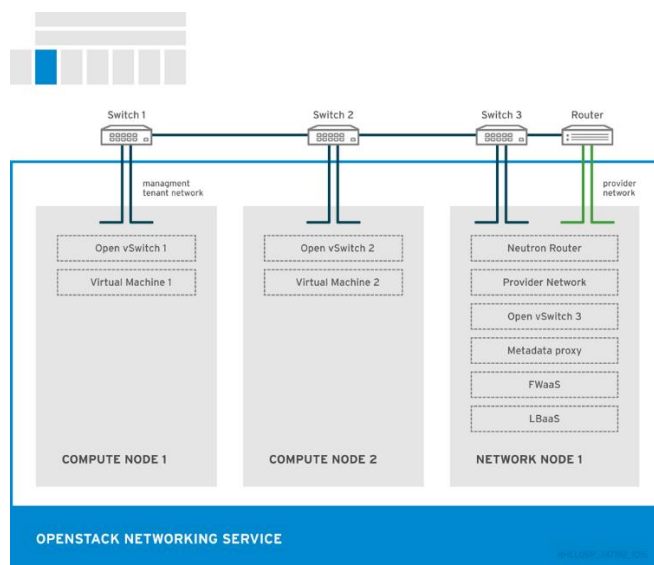 Switch 1
Switch 2
Switch 3
Router
managment
tenant network
provider
network
Open vSwitch 1
Virtual Machine 1
Open vSwitch 2
Virtual Machine 2
Neutron Router
Provider Network
Open vSwitch 3
Metadata proxy
FWaaS
LBaaS
COMPUTE NODE 1
COMPUTE NODE 2
NETWORK NODE 1
OPENSTACK NETWORKING SERVICE